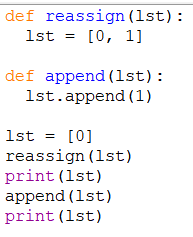 def reassign(lst):
  lst = [0, 1]

def append(lst):
  lst.append(1)

lst = [0]
reassign(lst)
print(lst)
append(lst)
print(lst)